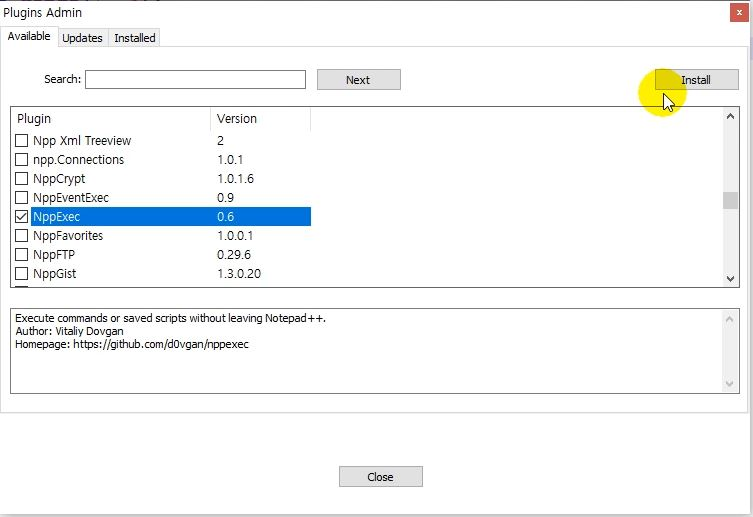 Plugins Admin
x
Available Updates Installed
Search: Next Install
Plugin Version
Npp Xml Treeview 2
npp.Connections 1.0.1
NppCrypt 1.0.1.6
NppEventExec 0.9
NppExec 0.6
NppFavorites 1.0.0.1
NppFTP 0.29.6
NppGist 1.3.0.20
Execute commands or saved scripts without leaving Notepad++.
Author: Vitaliy Dovgan
Homepage: https://github.com/d0vgan/nppexec
Close